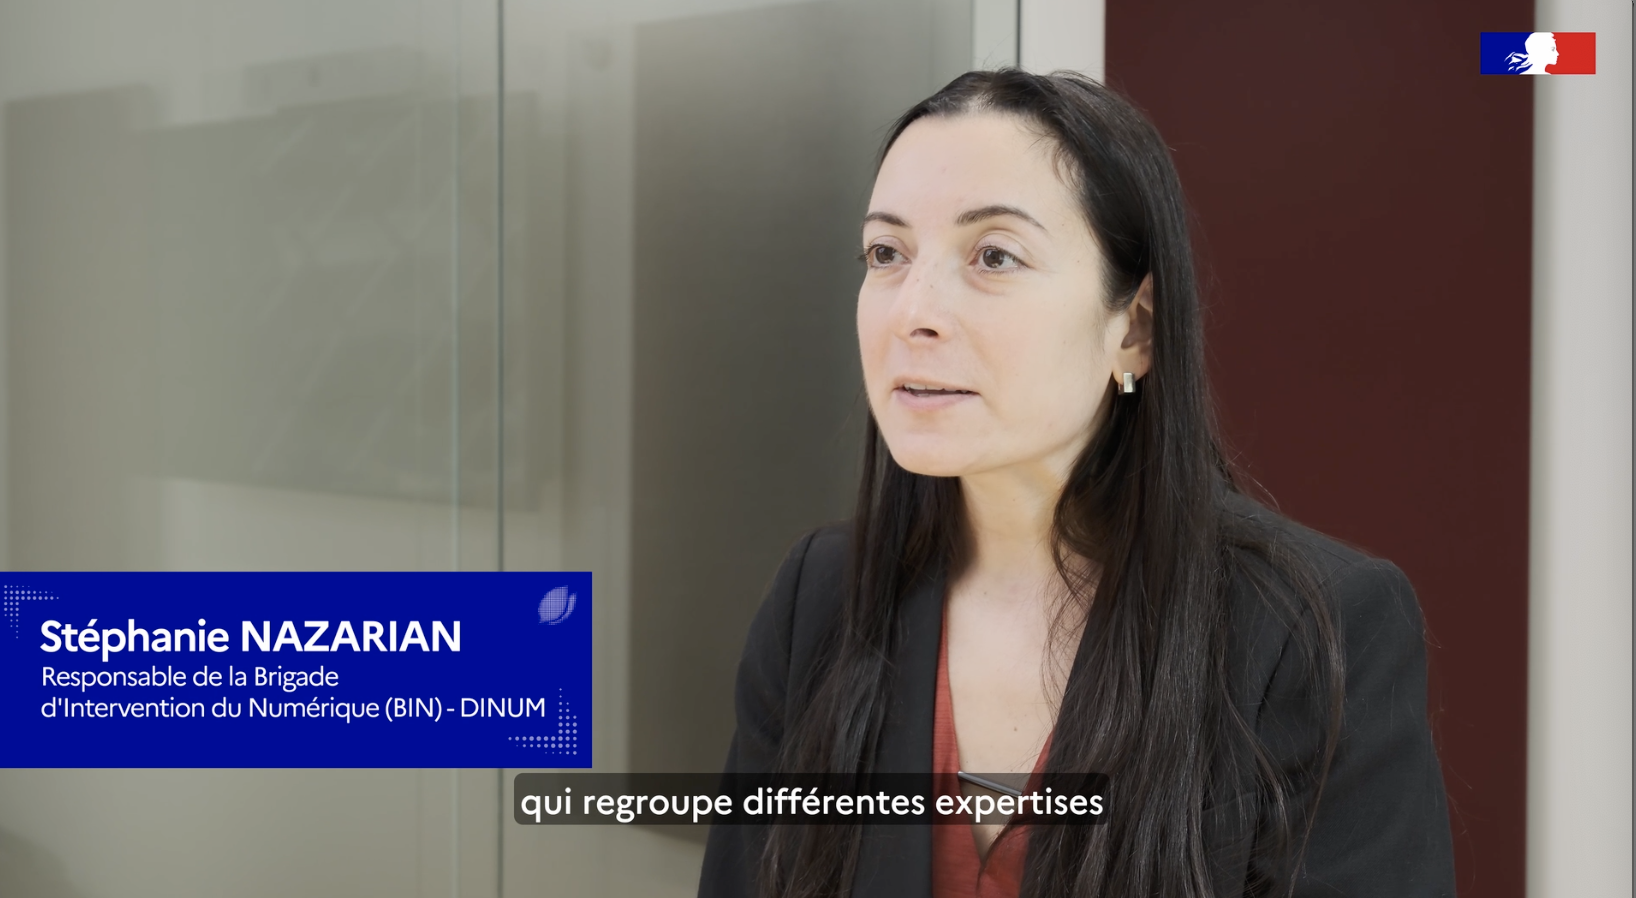 Stéphanie NAZARIAN
Responsable de la Brigade
d'Intervention du Numérique (BIN) - DINUM
qui regroupe différentes expertises